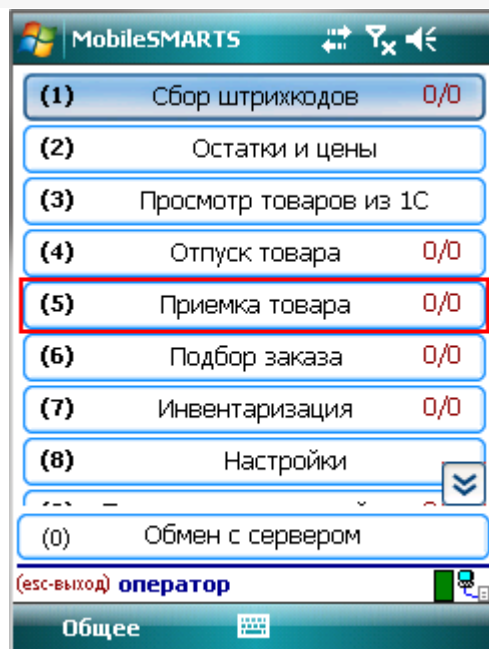 MobileSMARTS
(1) Сбор штрихкодов 0/0
(2) Остатки и цены
(3) Просмотр товаров из 1С
(4) Отпуск товара 0/0
(5) Приемка товара 0/0
(6) Подбор заказа 0/0
(7) Инвентаризация 0/0
(8) Настройки
(0) Обмен с сервером
(esc-выход) оператор
Общее